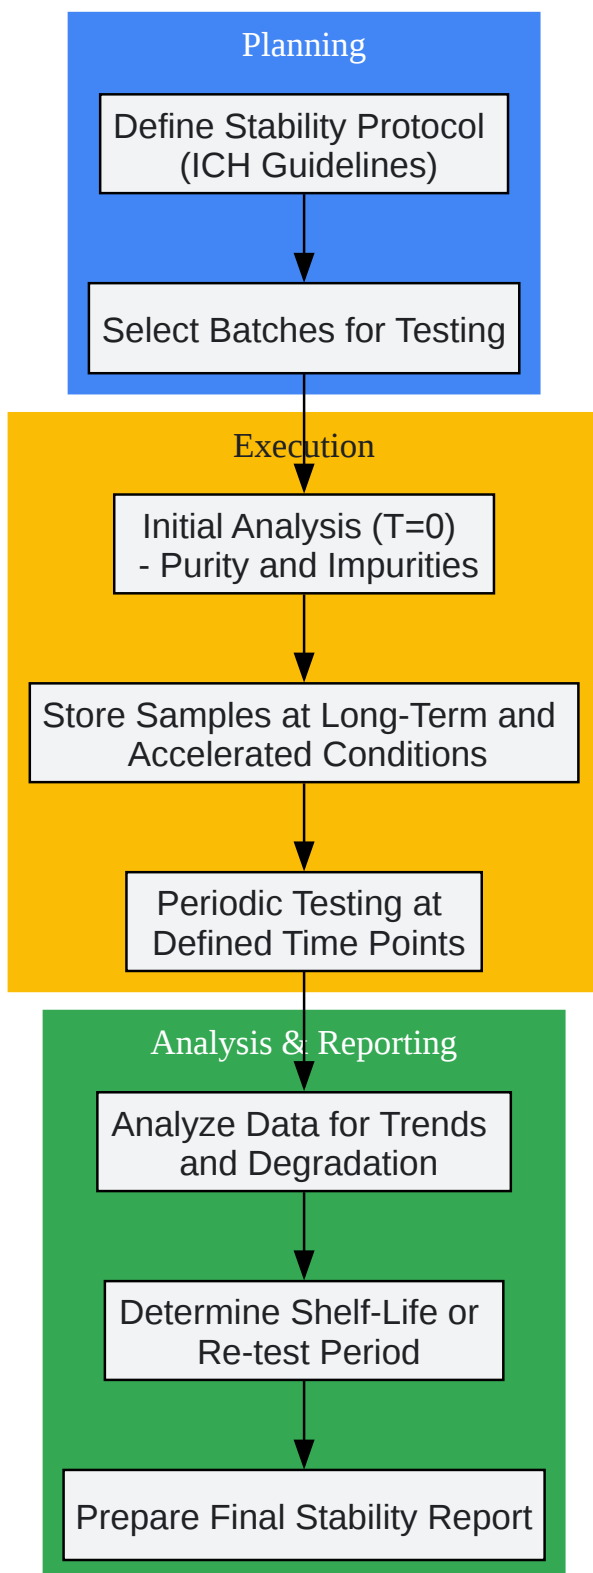 Planning
Define Stability Protocol
(ICH Guidelines)
Select Batches for Testing
Execution
Initial Analysis (T=0)
- Purity and Impurities
Store Samples at Long-Term and
Accelerated Conditions
Periodic Testing at
Defined Time Points
Analysis & Reporting
Analyze Data for Trends
and Degradation
Determine Shelf-Life or
Re-test Period
Prepare Final Stability Report